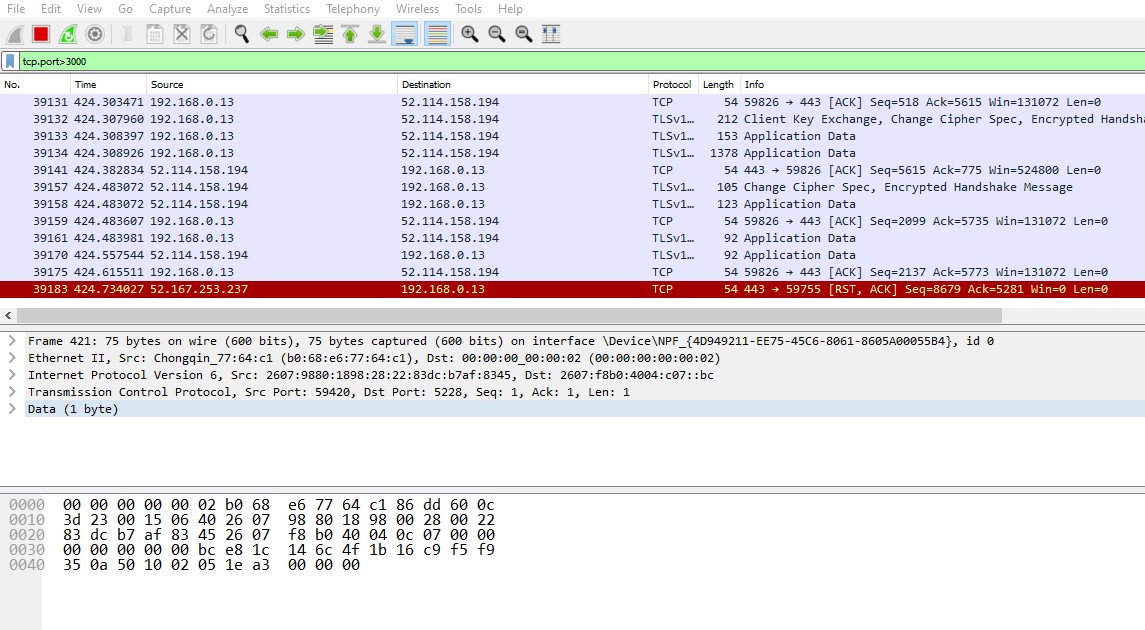 File Edit View Go Capture Analyze Statistics Telephony Wireless Tools Help
tcp.port>3000
No. Time Source Destination Protocol Length Info
39131 424.303471 192.168.0.13 52.114.158.194 TCP 54 59826 → 443 [ACK] Seq=518 Ack=5615 Win=131072 Len=0
39132 424.307960 192.168.0.13 52.114.158.194 TLSv1… 212 Client Key Exchange, Change Cipher Spec, Encrypted Handsha
39133 424.308397 192.168.0.13 52.114.158.194 TLSv1… 153 Application Data
39134 424.308926 192.168.0.13 52.114.158.194 TLSv1… 1378 Application Data
39141 424.382834 52.114.158.194 192.168.0.13 TCP 54 443 → 59826 [ACK] Seq=5615 Ack=775 Win=524800 Len=0
39157 424.483072 52.114.158.194 192.168.0.13 TLSv1… 105 Change Cipher Spec, Encrypted Handshake Message
39158 424.483072 52.114.158.194 192.168.0.13 TLSv1… 123 Application Data
39159 424.483607 192.168.0.13 52.114.158.194 TCP 54 59826 → 443 [ACK] Seq=2099 Ack=5735 Win=131072 Len=0
39161 424.483981 192.168.0.13 52.114.158.194 TLSv1… 92 Application Data
39170 424.557544 52.114.158.194 192.168.0.13 TLSv1… 92 Application Data
39175 424.615511 192.168.0.13 52.114.158.194 TCP 54 59826 → 443 [ACK] Seq=2137 Ack=5773 Win=131072 Len=0
39183 424.734027 52.167.253.237 192.168.0.13 TCP 54 443 → 59755 [RST, ACK] Seq=8679 Ack=5281 Win=0 Len=0
Frame 421: 75 bytes on wire (600 bits), 75 bytes captured (600 bits) on interface \Device\NPF_{4D949211-EE75-45C6-8061-8605A00055B4}, id 0
Ethernet II, Src: Chongqin_77:64:c1 (b0:68:e6:77:64:c1), Dst: 00:00:00_00:00:02 (00:00:00:00:00:02)
Internet Protocol Version 6, Src: 2607:9880:1898:28:22:83dc:b7af:8345, Dst: 2607:f8b0:4004:c07::bc
Transmission Control Protocol, Src Port: 59420, Dst Port: 5228, Seq: 1, Ack: 1, Len: 1
Data (1 byte)
0000 00 00 00 00 00 02 b0 68 e6 77 64 c1 86 dd 60 0c
0010 3d 23 00 15 06 40 26 07 98 80 18 98 00 28 00 22
0020 83 dc b7 af 83 45 26 07 f8 b0 40 04 0c 07 00 00
0030 00 00 00 00 00 bc e8 1c 14 6c 4f 1b 16 c9 f5 f9
0040 35 0a 50 10 02 05 1e a3 00 00 00